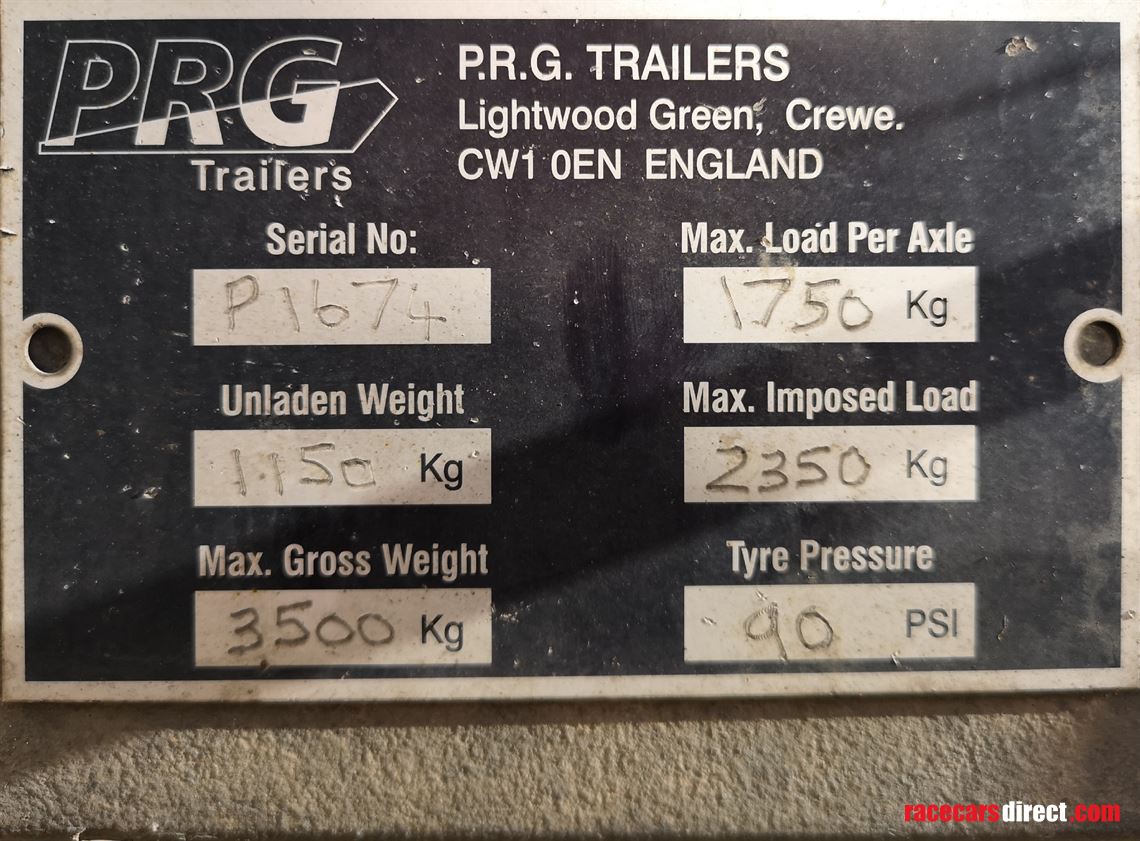 PRG
Trailers
P.R.G. TRAILERS
Lightwood Green, Crewe.
CW1 0EN ENGLAND
Serial No:
P1674
Max. Load Per Axle
1750 Kg
Unladen Weight
1150 Kg
Max. Imposed Load
2350 Kg
Max. Gross Weight
3500 Kg
Tyre Pressure
90 PSI
racecarsdirect.com